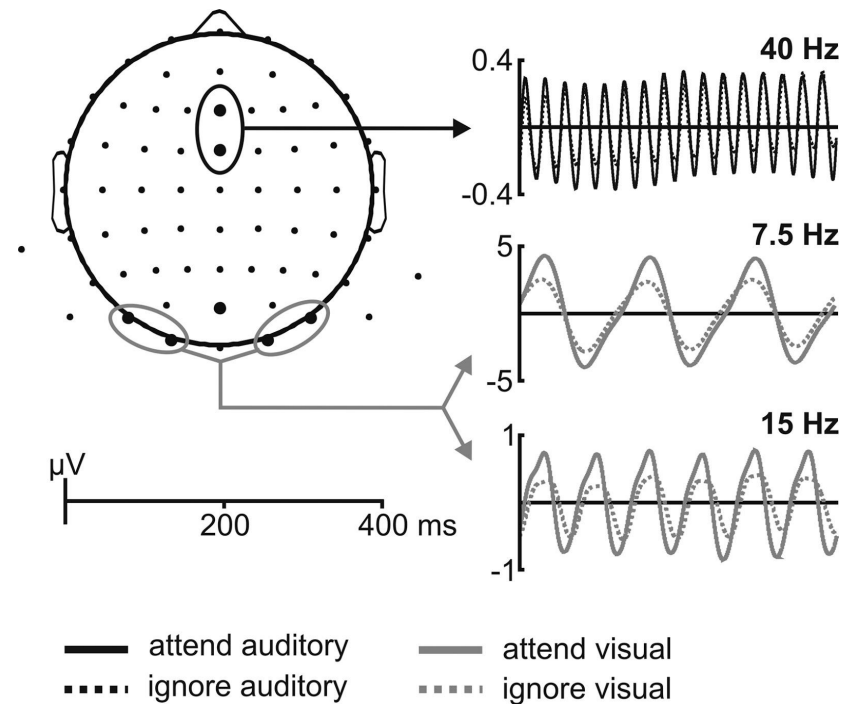 40 Hz
0.4
-0.4
7.5 Hz
5
-5
15 Hz
1
-1
µV
200
400 ms
attend auditory
attend visual
ignore auditory
ignore visual